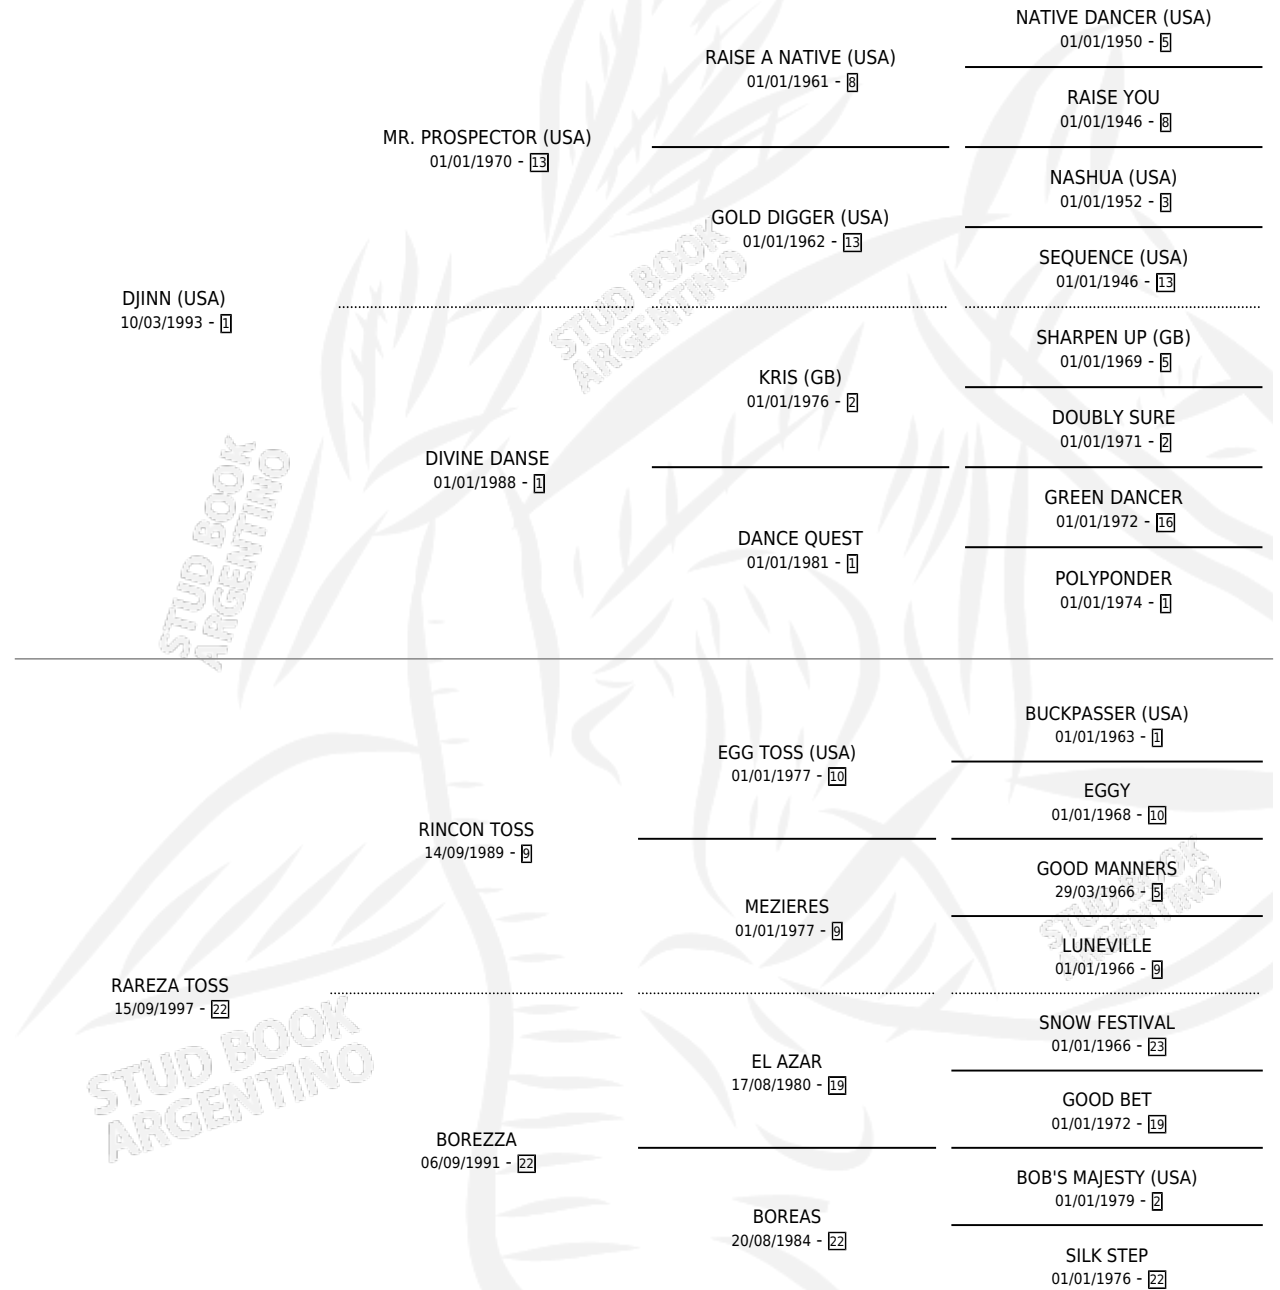 NATIVE DANCER (USA)
01/01/1950 - 5
RAISE A NATIVE (USA)
01/01/1961 - 8
RAISE YOU
01/01/1946 - 8
MR. PROSPECTOR (USA)
01/01/1970 - 13
NASHUA (USA)
01/01/1952 - 3
GOLD DIGGER (USA)
01/01/1962 - 13
SEQUENCE (USA)
01/01/1946 - 13
DJINN (USA)
10/03/1993 - 1
STUD BOOK
ARGENTINO
SHARPEN UP (GB)
01/01/1969 - 5
KRIS (GB)
01/01/1976 - 2
DOUBLY SURE
01/01/1971 - 2
DIVINE DANSE
01/01/1988 - 1
GREEN DANCER
01/01/1972 - 16
DANCE QUEST
01/01/1981 - 1
POLYPONDER
01/01/1974 - 1
STUD BOOK
ARGENTINO
BUCKPASSER (USA)
01/01/1963 - 1
EGG TOSS (USA)
01/01/1977 - 10
EGGY
01/01/1968 - 10
RINCON TOSS
14/09/1989 - 9
GOOD MANNERS
29/03/1966 - 5
MEZIERES
01/01/1977 - 9
LUNEVILLE
01/01/1966 - 9
STUD BOOK
ARGENTINO
RAREZA TOSS
15/09/1997 - 22
SNOW FESTIVAL
01/01/1966 - 23
EL AZAR
17/08/1980 - 19
GOOD BET
01/01/1972 - 19
STUD BOOK
ARGENTINO
BOREZZA
06/09/1991 - 22
BOB'S MAJESTY (USA)
01/01/1979 - 2
BOREAS
20/08/1984 - 22
SILK STEP
01/01/1976 - 22